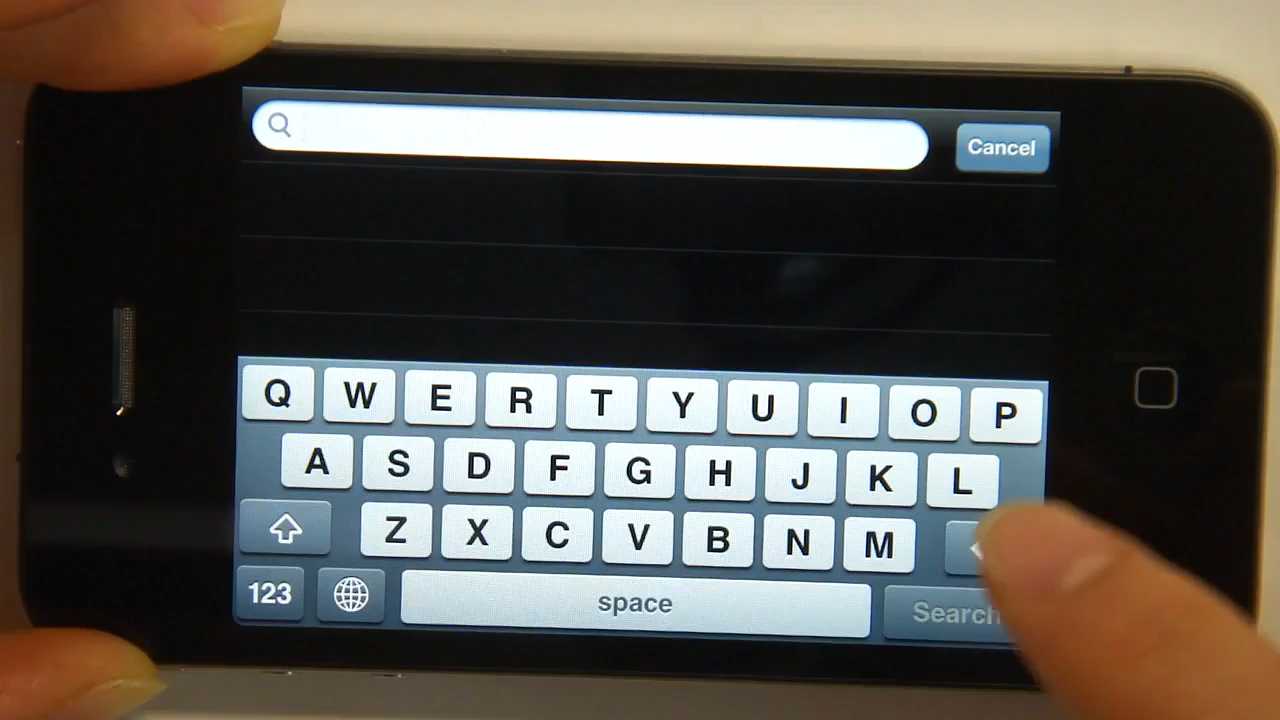 Cancel
Q W E R T Y U I O P
A S D F G H J K L
Z X C V B N M
123 space Search